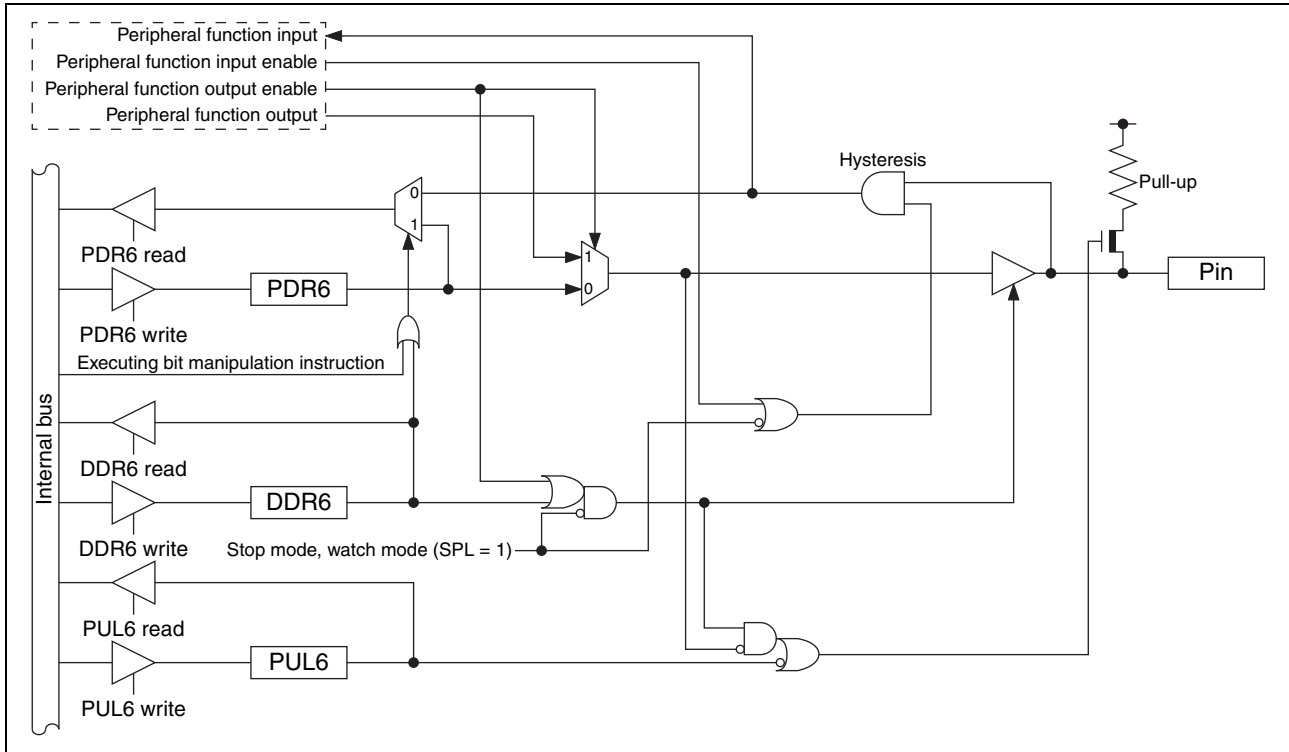 Peripheral function input
Peripheral function input enable
Peripheral function output enable
Peripheral function output
Hysteresis
Pull-up
0
1
PDR6 read
1
0
PDR6
Pin
PDR6 write
Executing bit manipulation instruction
Internal bus
DDR6 read
DDR6
DDR6 write
Stop mode, watch mode (SPL = 1)
PUL6 read
PUL6
PUL6 write